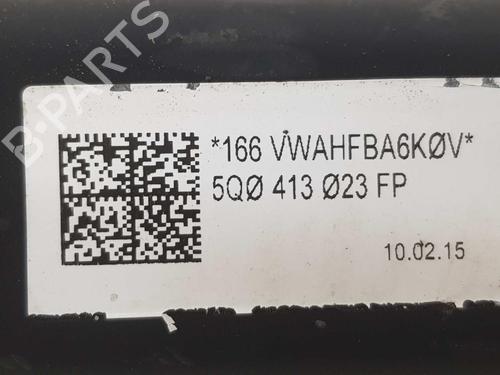 B-PARTS
*166 VWAHFBA6KØV*
5QØ 413 Ø23 FP
10.02.15